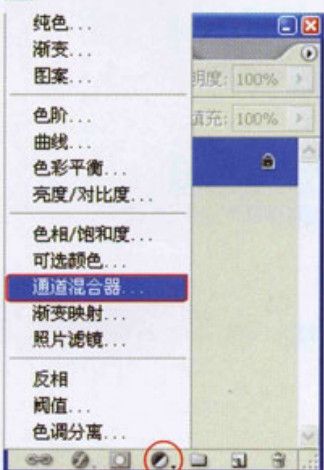 纯色...
渐变...
图案...
明度: 100%
色阶...
填充: 100%
曲线...
色彩平衡...
亮度/对比度...
色相/饱和度...
可选颜色...
通道混合器...
渐变映射...
照片滤镜...
反相
阈值...
色调分离...